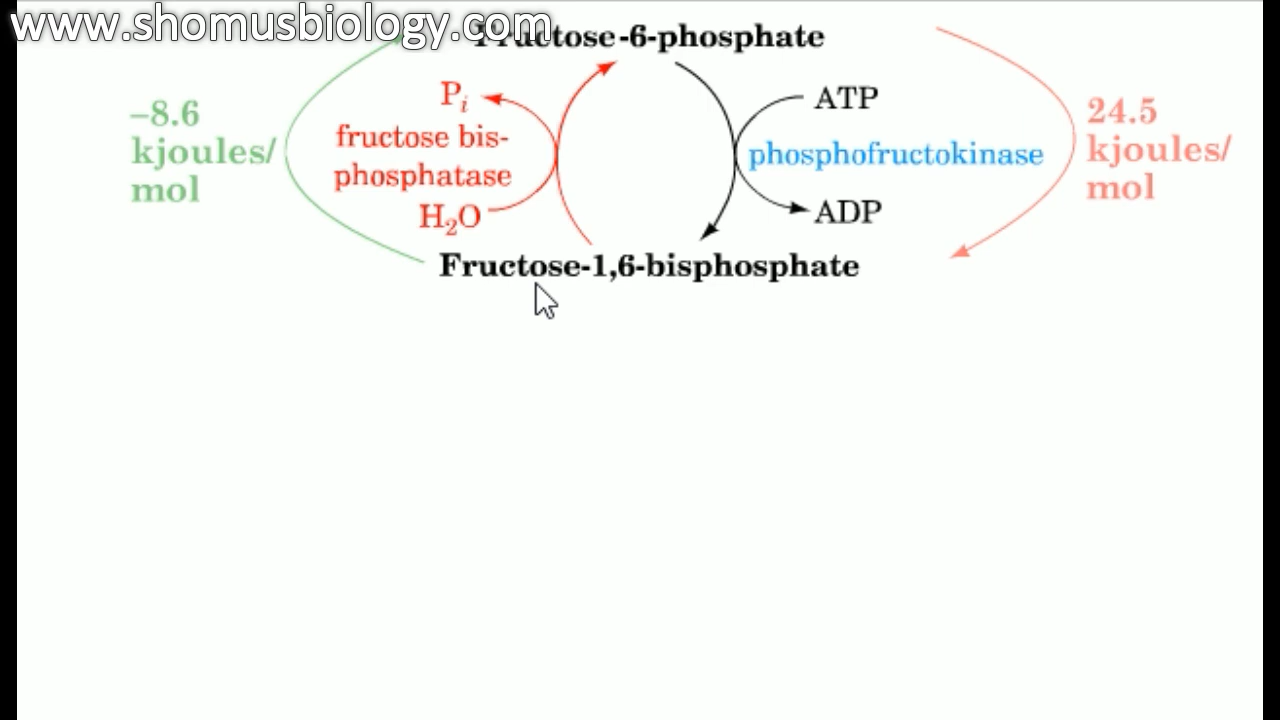 www.shomusbiology.com
Fructose-6-phosphate
–8.6
kjoules/
mol
Pi
fructose bis-
phosphatase
H2O
ATP
phosphofructokinase
ADP
24.5
kjoules/
mol
Fructose-1,6-bisphosphate